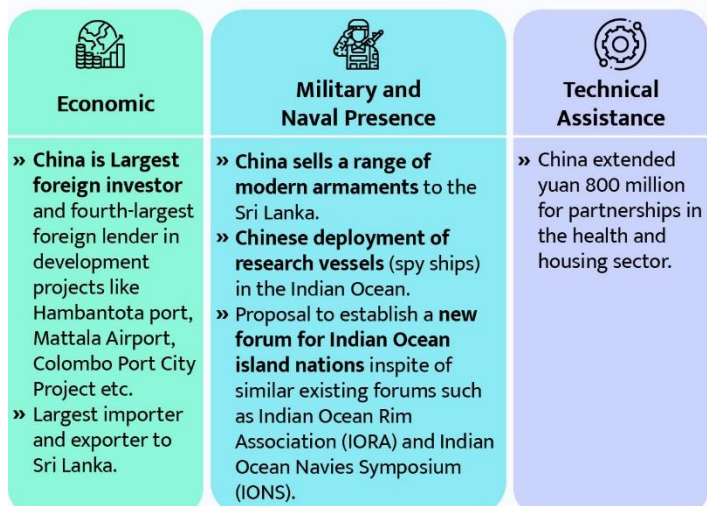 Economic
» China is Largest
foreign investor
and fourth-largest
foreign lender in
development
projects like
Hambantota port,
Mattala Airport,
Colombo Port City
Project etc.
» Largest importer
and exporter to
Sri Lanka.
Military and
Naval Presence
» China sells a range of
modern armaments to the
Sri Lanka.
» Chinese deployment of
research vessels (spy ships)
in the Indian Ocean.
» Proposal to establish a new
forum for Indian Ocean
island nations inspite of
similar existing forums such
as Indian Ocean Rim
Association (IORA) and Indian
Ocean Navies Symposium
(IONS).
Technical
Assistance
» China extended
yuan 800 million
for partnerships in
the health and
housing sector.